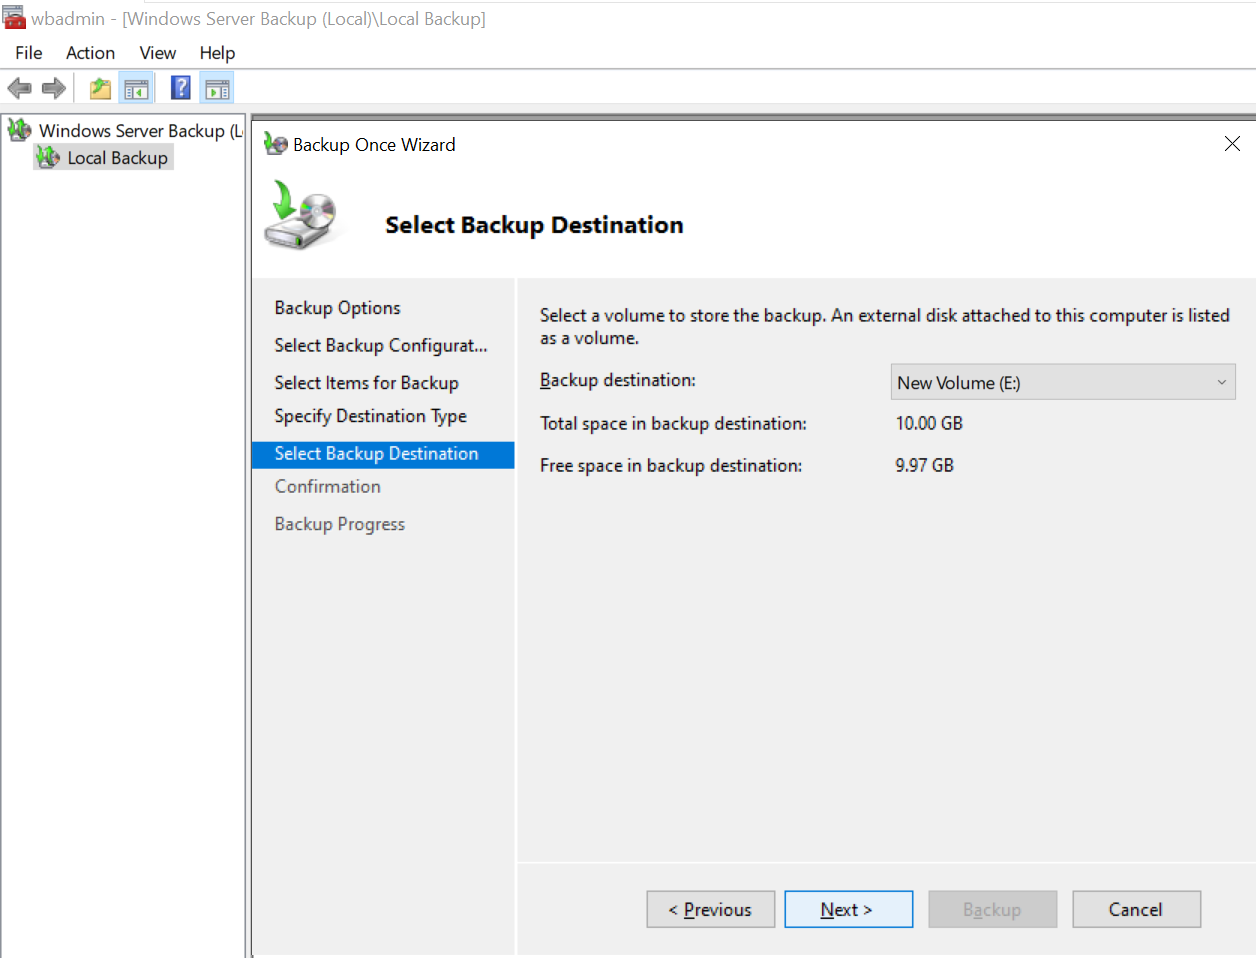 wbadmin - [Windows Server Backup (Local)\Local Backup]
File Action View Help
Windows Server Backup (L
Local Backup
Backup Once Wizard
Select Backup Destination
Backup Options
Select Backup Configurat...
Select Items for Backup
Specify Destination Type
Select Backup Destination
Confirmation
Backup Progress
Select a volume to store the backup. An external disk attached to this computer is listed
as a volume.
Backup destination: New Volume (E:)
Total space in backup destination: 10.00 GB
Free space in backup destination: 9.97 GB
< Previous Next > Backup Cancel